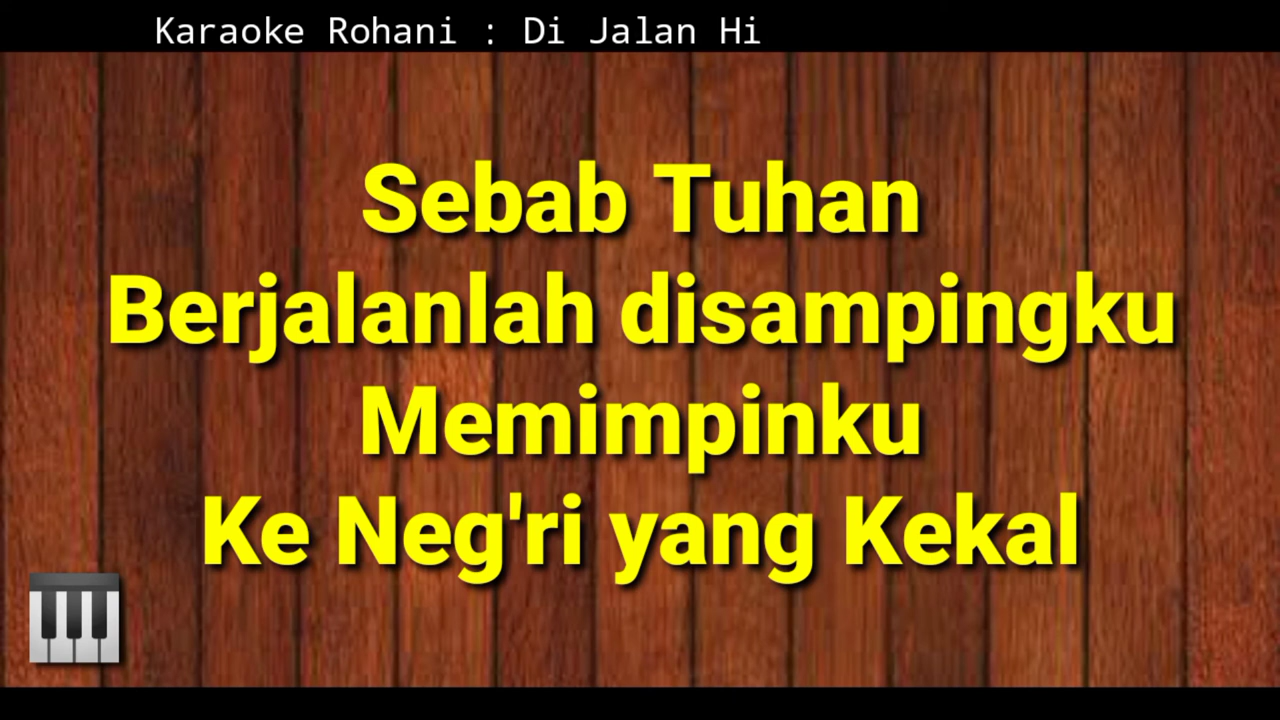 Karaoke Rohani : Di Jalan Hi
Sebab Tuhan
Berjalanlah disampingku
Memimpinku
Ke Neg'ri yang Kekal